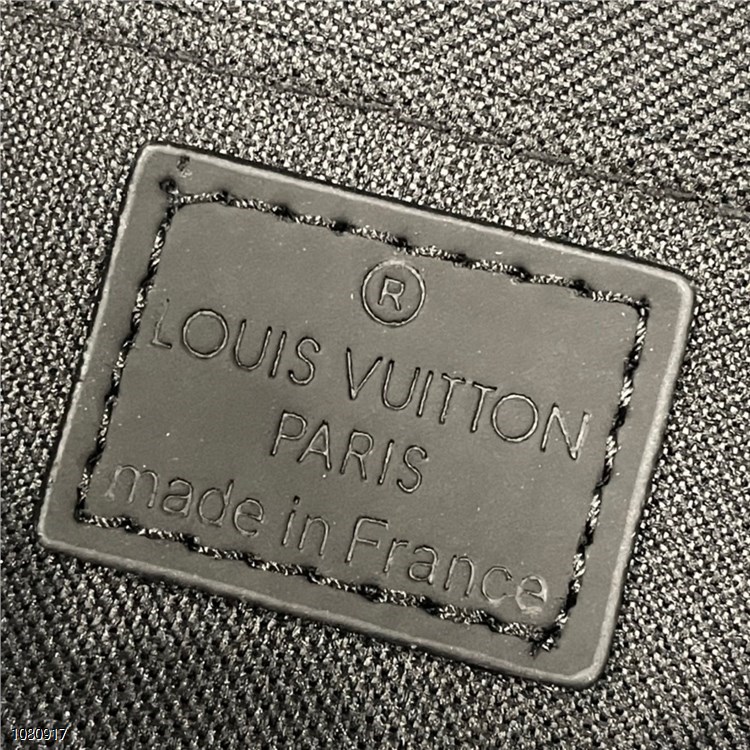 ®
LOUIS VUITTON
PARIS
made in France
1080917